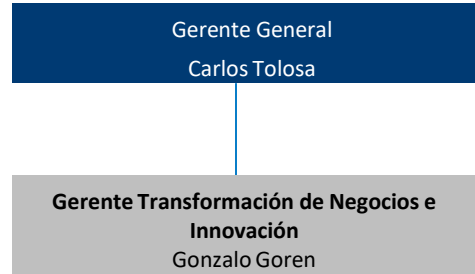 Gerente General
Carlos Tolosa
Gerente Transformación de Negocios e
Innovación
Gonzalo Goren